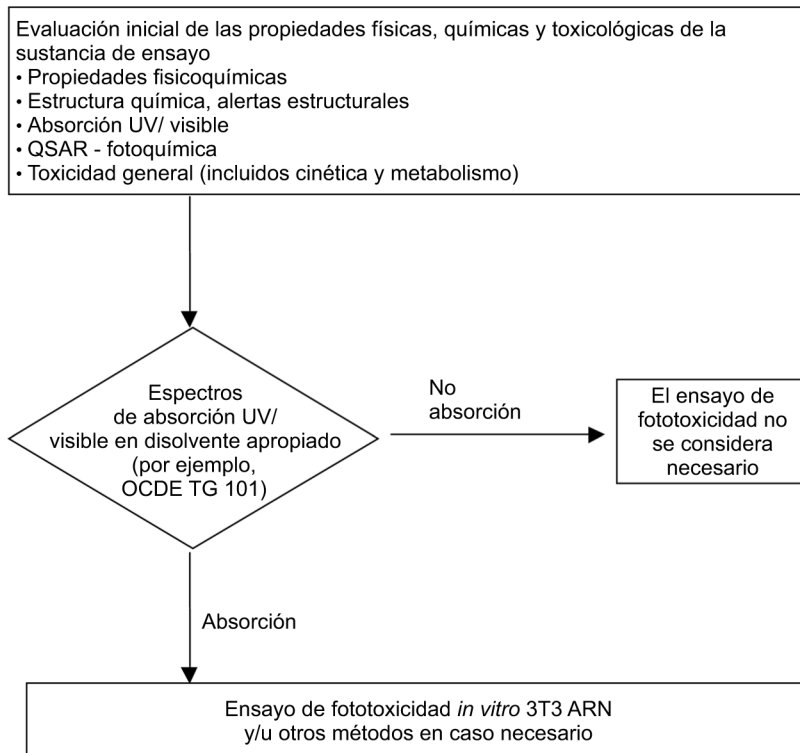 Evaluación inicial de las propiedades físicas, químicas y toxicológicas de la
sustancia de ensayo
• Propiedades fisicoquímicas
• Estructura química, alertas estructurales
• Absorción UV/ visible
• QSAR - fotoquímica
• Toxicidad general (incluidos cinética y metabolismo)
Espectros
de absorción UV/
visible en disolvente apropiado
(por ejemplo,
OCDE TG 101)
No
absorción
El ensayo de
fototoxicidad no
se considera
necesario
Absorción
Ensayo de fototoxicidad in vitro 3T3 ARN
y/u otros métodos en caso necesario